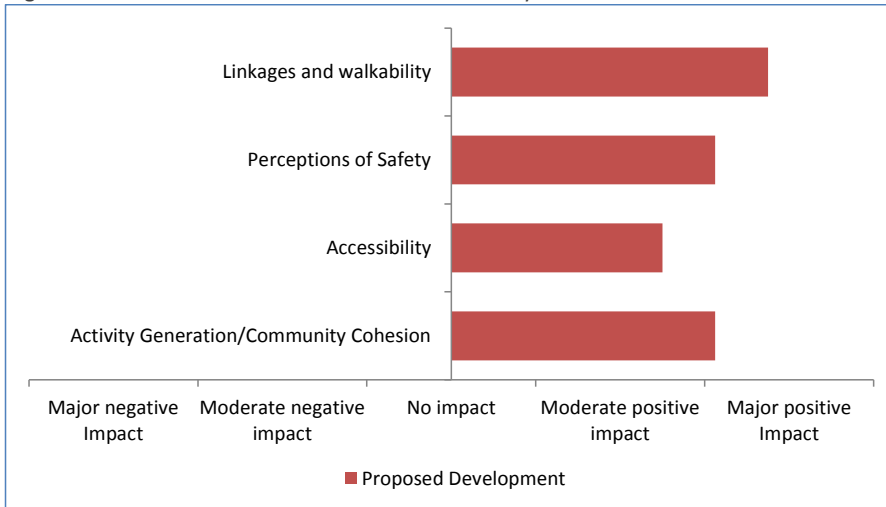 Linkages and walkability
Perceptions of Safety
Accessibility
Activity Generation/Community Cohesion
Major negative Impact
Moderate negative impact
No impact
Moderate positive impact
Major positive Impact
Proposed Development